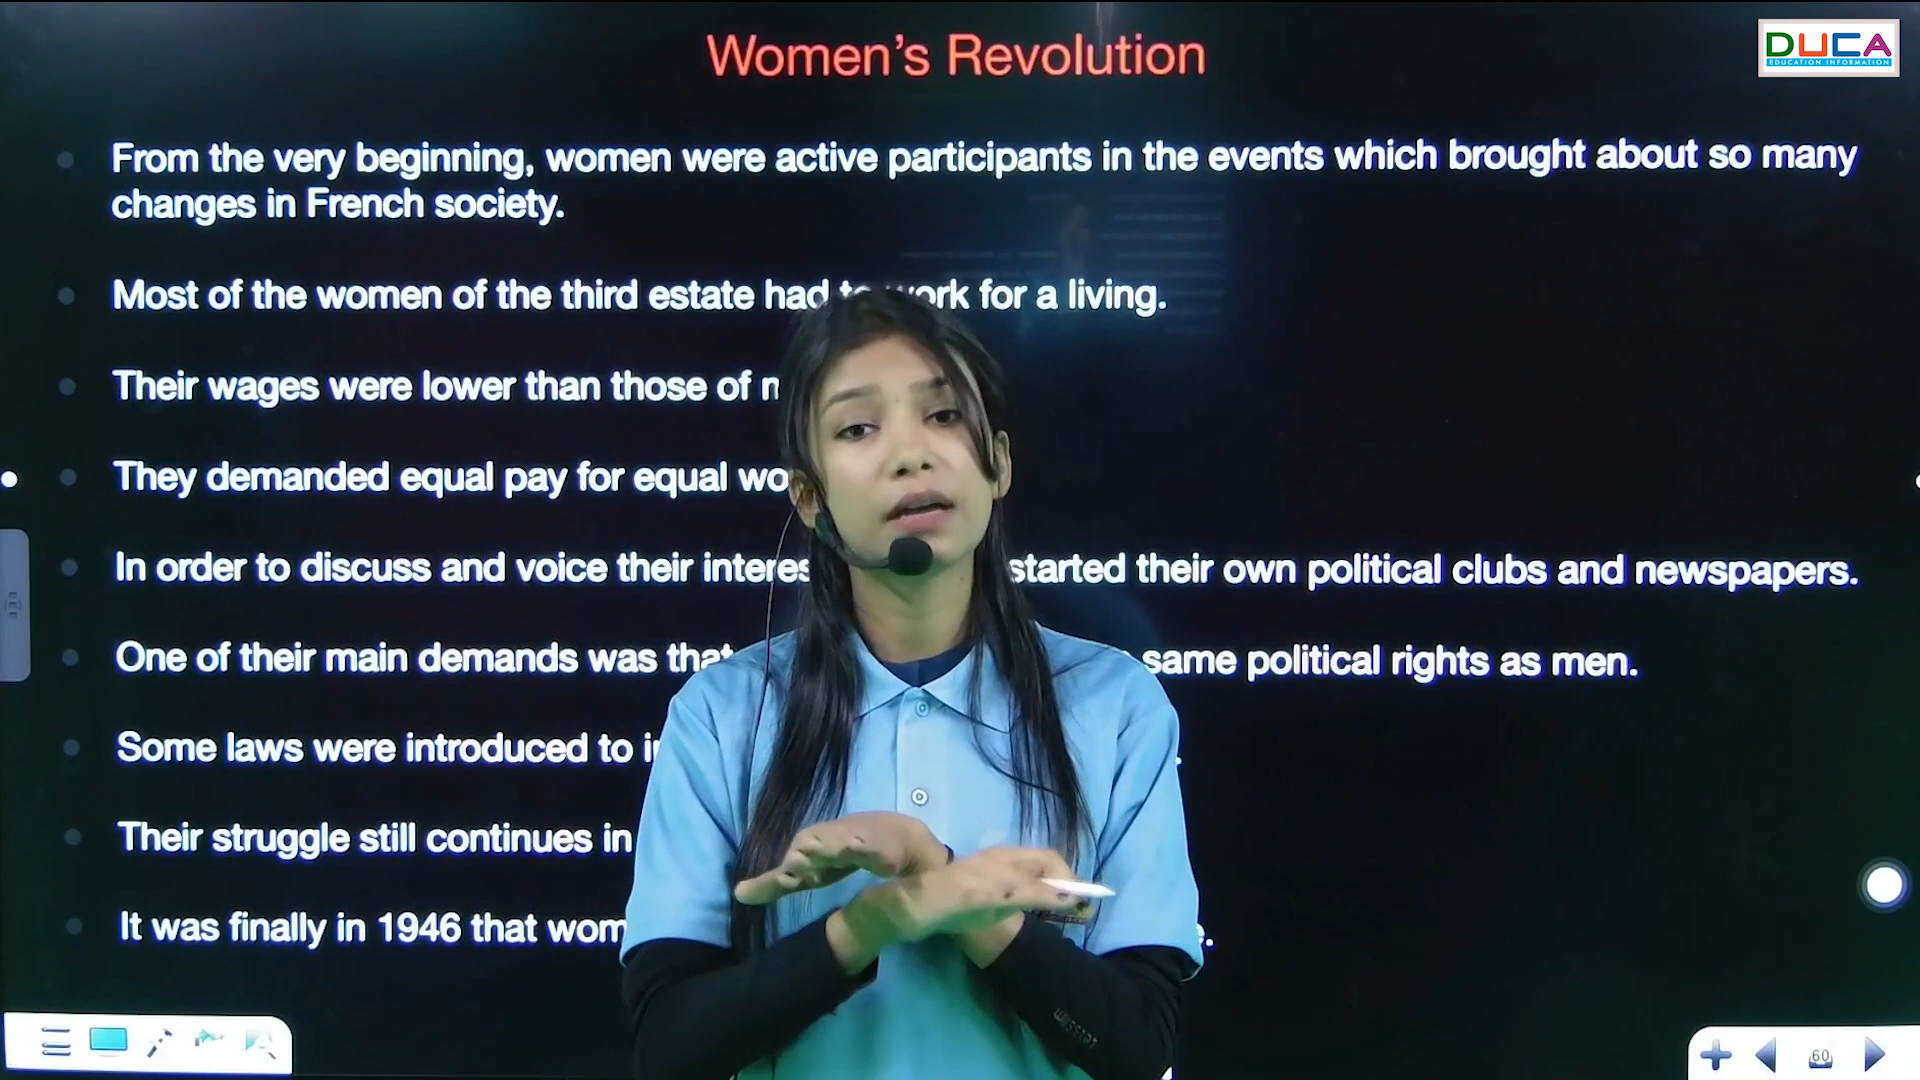 Women's Revolution
DUCA
EDUCATION INFORMATION
From the very beginning, women were active participants in the events which brought about so many
changes in French society.
Most of the women of the third estate had work for a living.
Their wages were lower than those of
They demanded equal pay for equal
In order to discuss and voice their started their own political clubs and newspapers.
One of their main demands was that same political rights as men.
Some laws were introduced to
Their struggle still continues in
It was finally in 1946 that
60